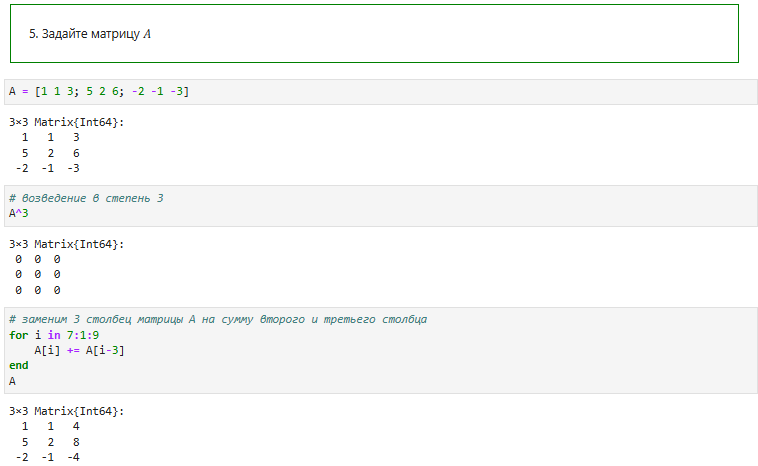 5. Задайте матрицу A
A = [1 1 3; 5 2 6; -2 -1 -3]
3×3 Matrix{Int64}:
  1   1   3
  5   2   6
 -2  -1  -3
# возведение в степень 3
A^3
3×3 Matrix{Int64}:
 0  0  0
 0  0  0
 0  0  0
# заменим 3 столбец матрицы A на сумму второго и третьего столбца
for i in 7:1:9
    A[i] += A[i-3]
end
A
3×3 Matrix{Int64}:
  1   1   4
  5   2   8
 -2  -1  -4